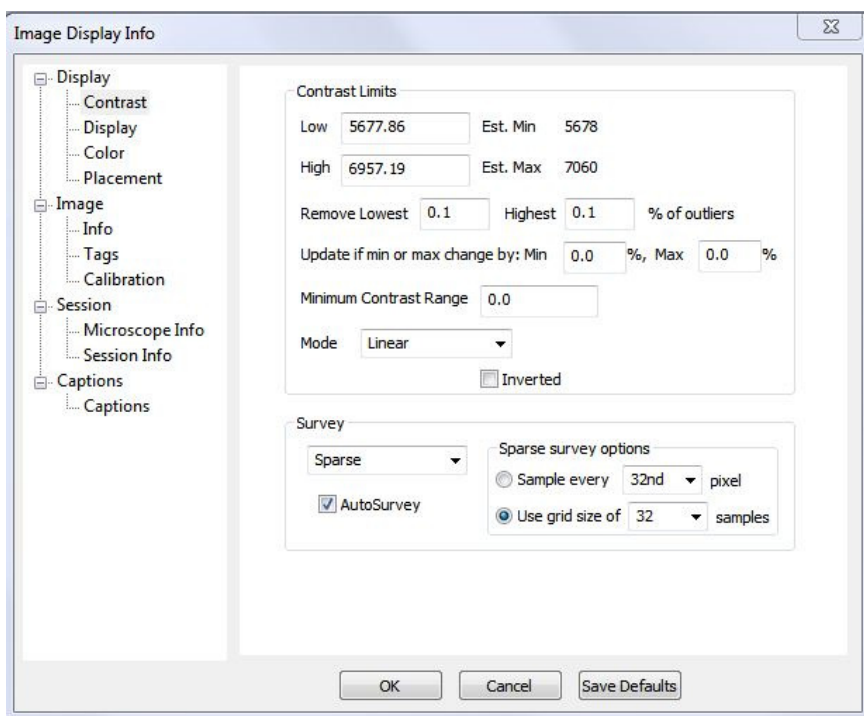 Image Display Info
Display
Contrast
Display
Color
Placement
Image
Info
Tags
Calibration
Session
Microscope Info
Session Info
Captions
Captions
Contrast Limits
Low 5677.86 Est. Min 5678
High 6957.19 Est. Max 7060
Remove Lowest 0.1 Highest 0.1 % of outliers
Update if min or max change by: Min 0.0 %, Max 0.0 %
Minimum Contrast Range 0.0
Mode Linear
Inverted
Survey
Sparse
AutoSurvey
Sparse survey options
Sample every 32nd pixel
Use grid size of 32 samples
OK Cancel Save Defaults